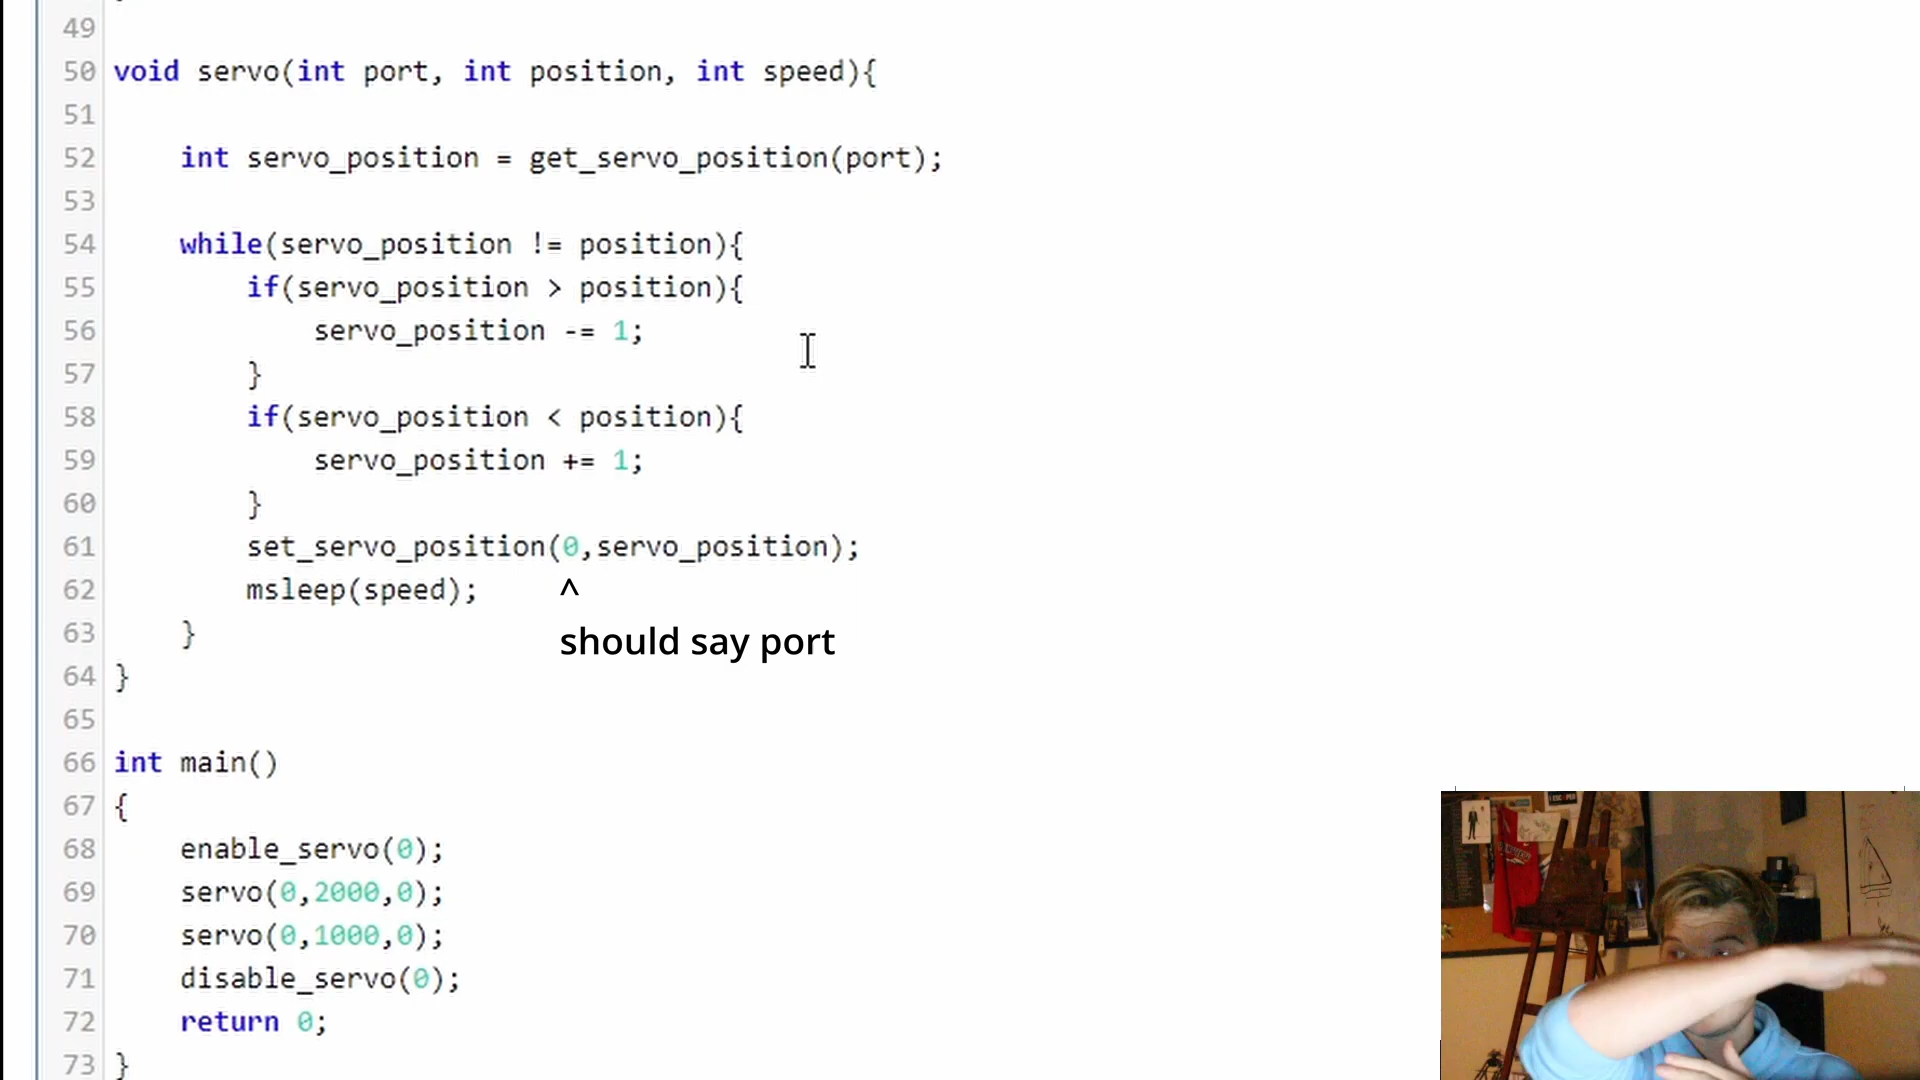 49
50 void servo(int port, int position, int speed){
51
52 int servo_position = get_servo_position(port);
53
54 while(servo_position != position){
55 if(servo_position > position){
56 servo_position -= 1;
57 }
58 if(servo_position < position){
59 servo_position += 1;
60 }
61 set_servo_position(0,servo_position);
62 msleep(speed); ^
63 } should say port
64 }
65
66 int main()
67 {
68 enable_servo(0);
69 servo(0,2000,0);
70 servo(0,1000,0);
71 disable_servo(0);
72 return 0;
73 }